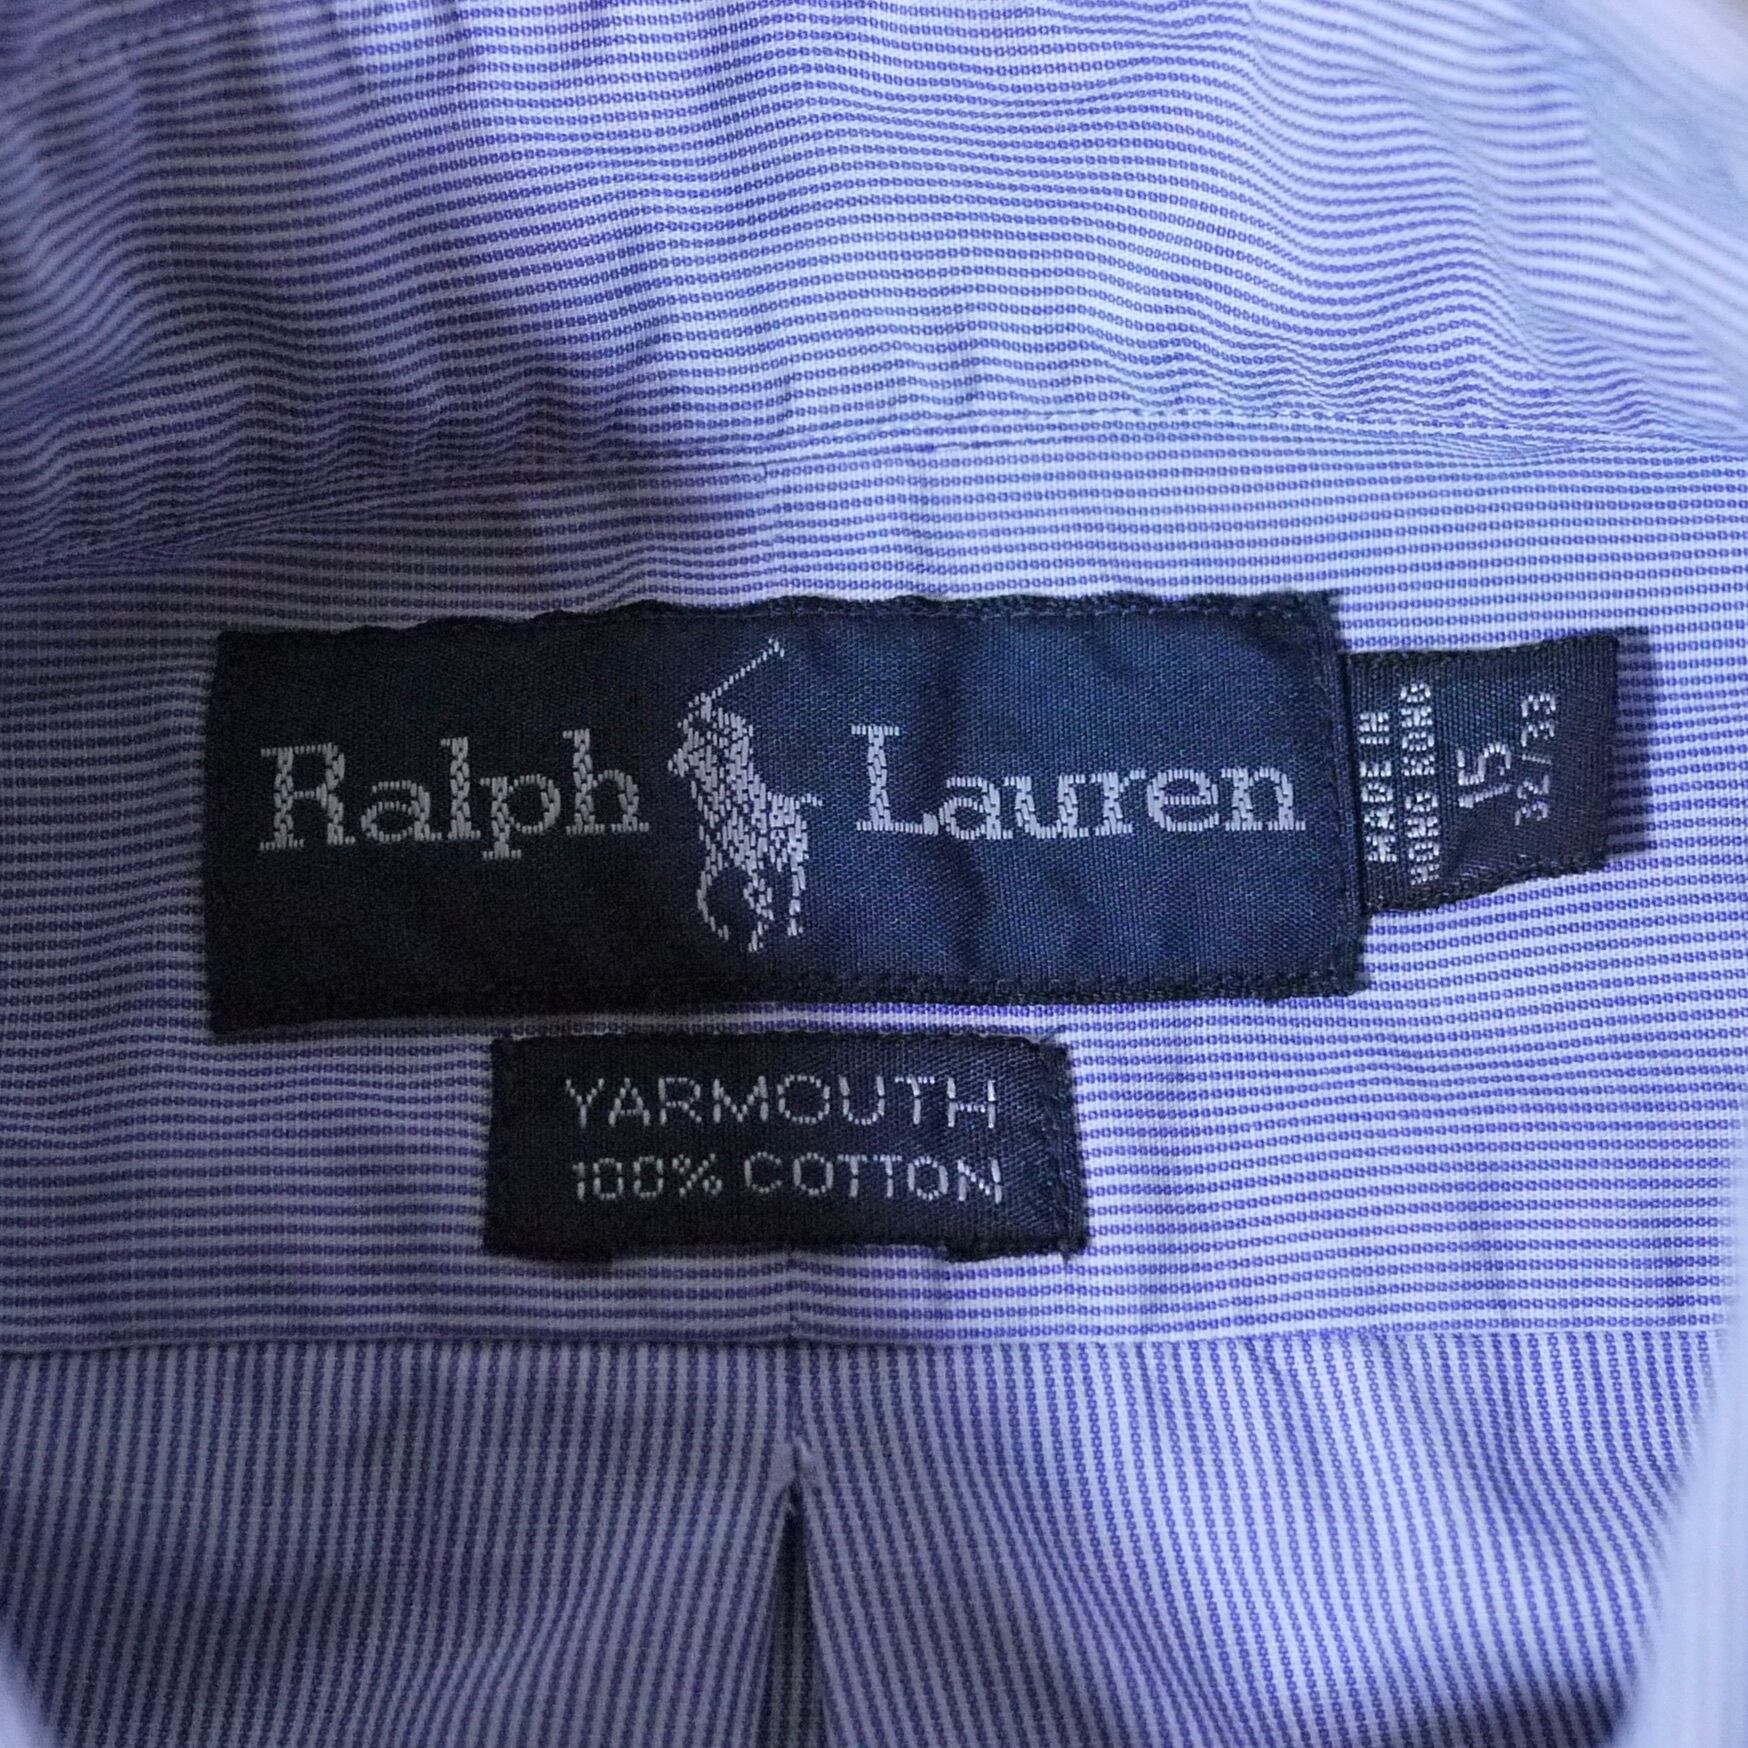 Ralph Lauren
MADE IN
HONG KONG
15
32/33
YARMOUTH
100% COTTON